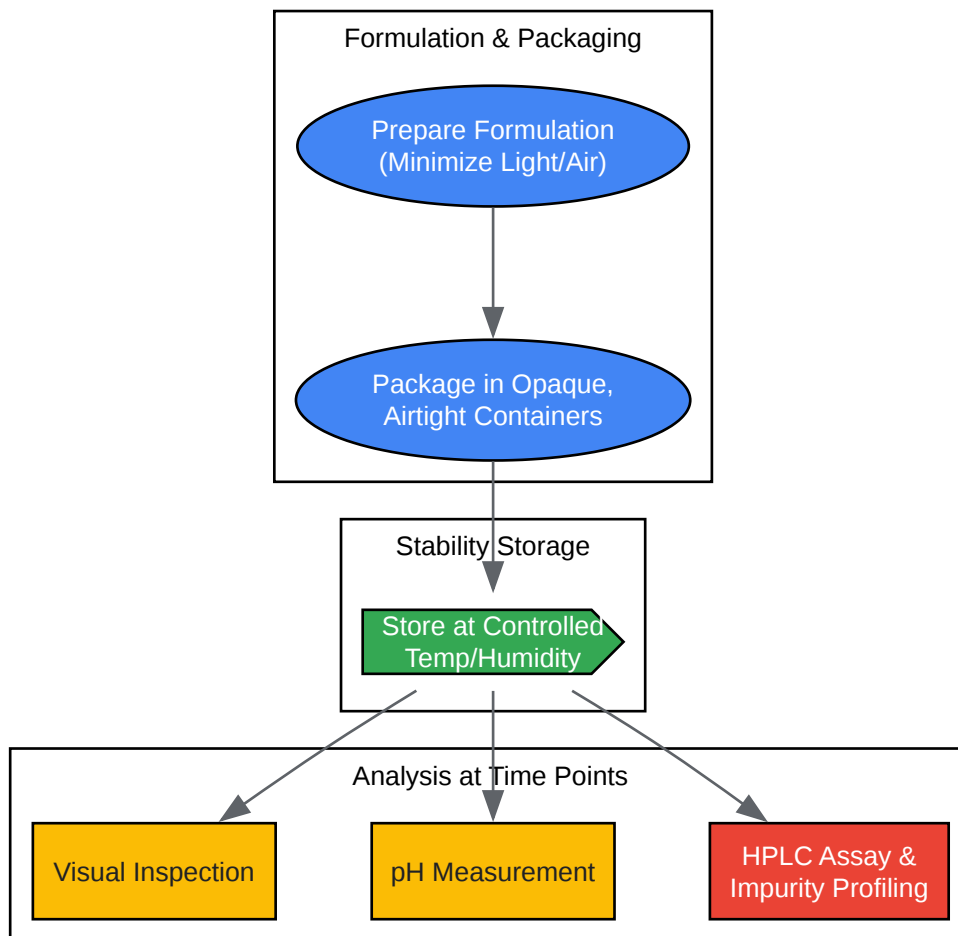 Formulation & Packaging
Prepare Formulation
(Minimize Light/Air)
Package in Opaque,
Airtight Containers
Stability Storage
Store at Controlled
Temp/Humidity
Analysis at Time Points
Visual Inspection
pH Measurement
HPLC Assay &
Impurity Profiling